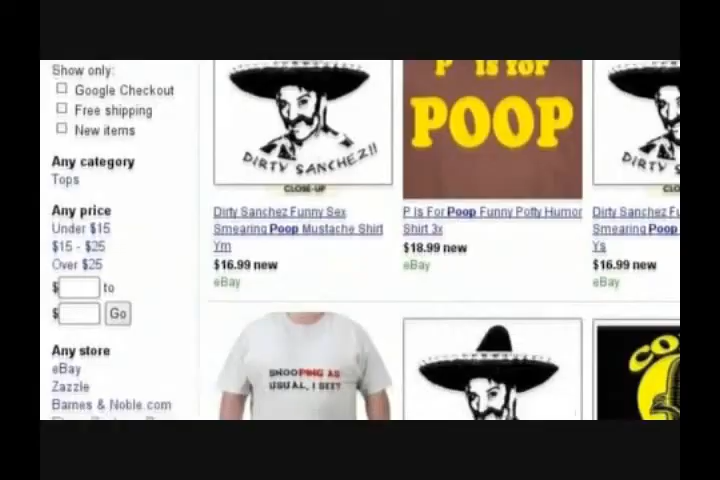 Show only:
Google Checkout
Free shipping
New items
Any category
Tops
Any price
Under $15
$15 - $25
Over $25
$ to
$ Go
Any store
eBay
Zazzle
Barnes & Noble.com
DIRTY SANCHEZ!!
CLOSE-UP
Dirty Sanchez Funny Sex
Smearing Poop Mustache Shirt
Ym
$16.99 new
eBay
P IS FOR
POOP
P Is For Poop Funny Potty Humor
Shirt 3x
$18.99 new
eBay
DIRTY S
CLO
Dirty Sanchez Fu
Smearing Poop
Ys
$16.99 new
eBay
USUAL, I SEE?
CO